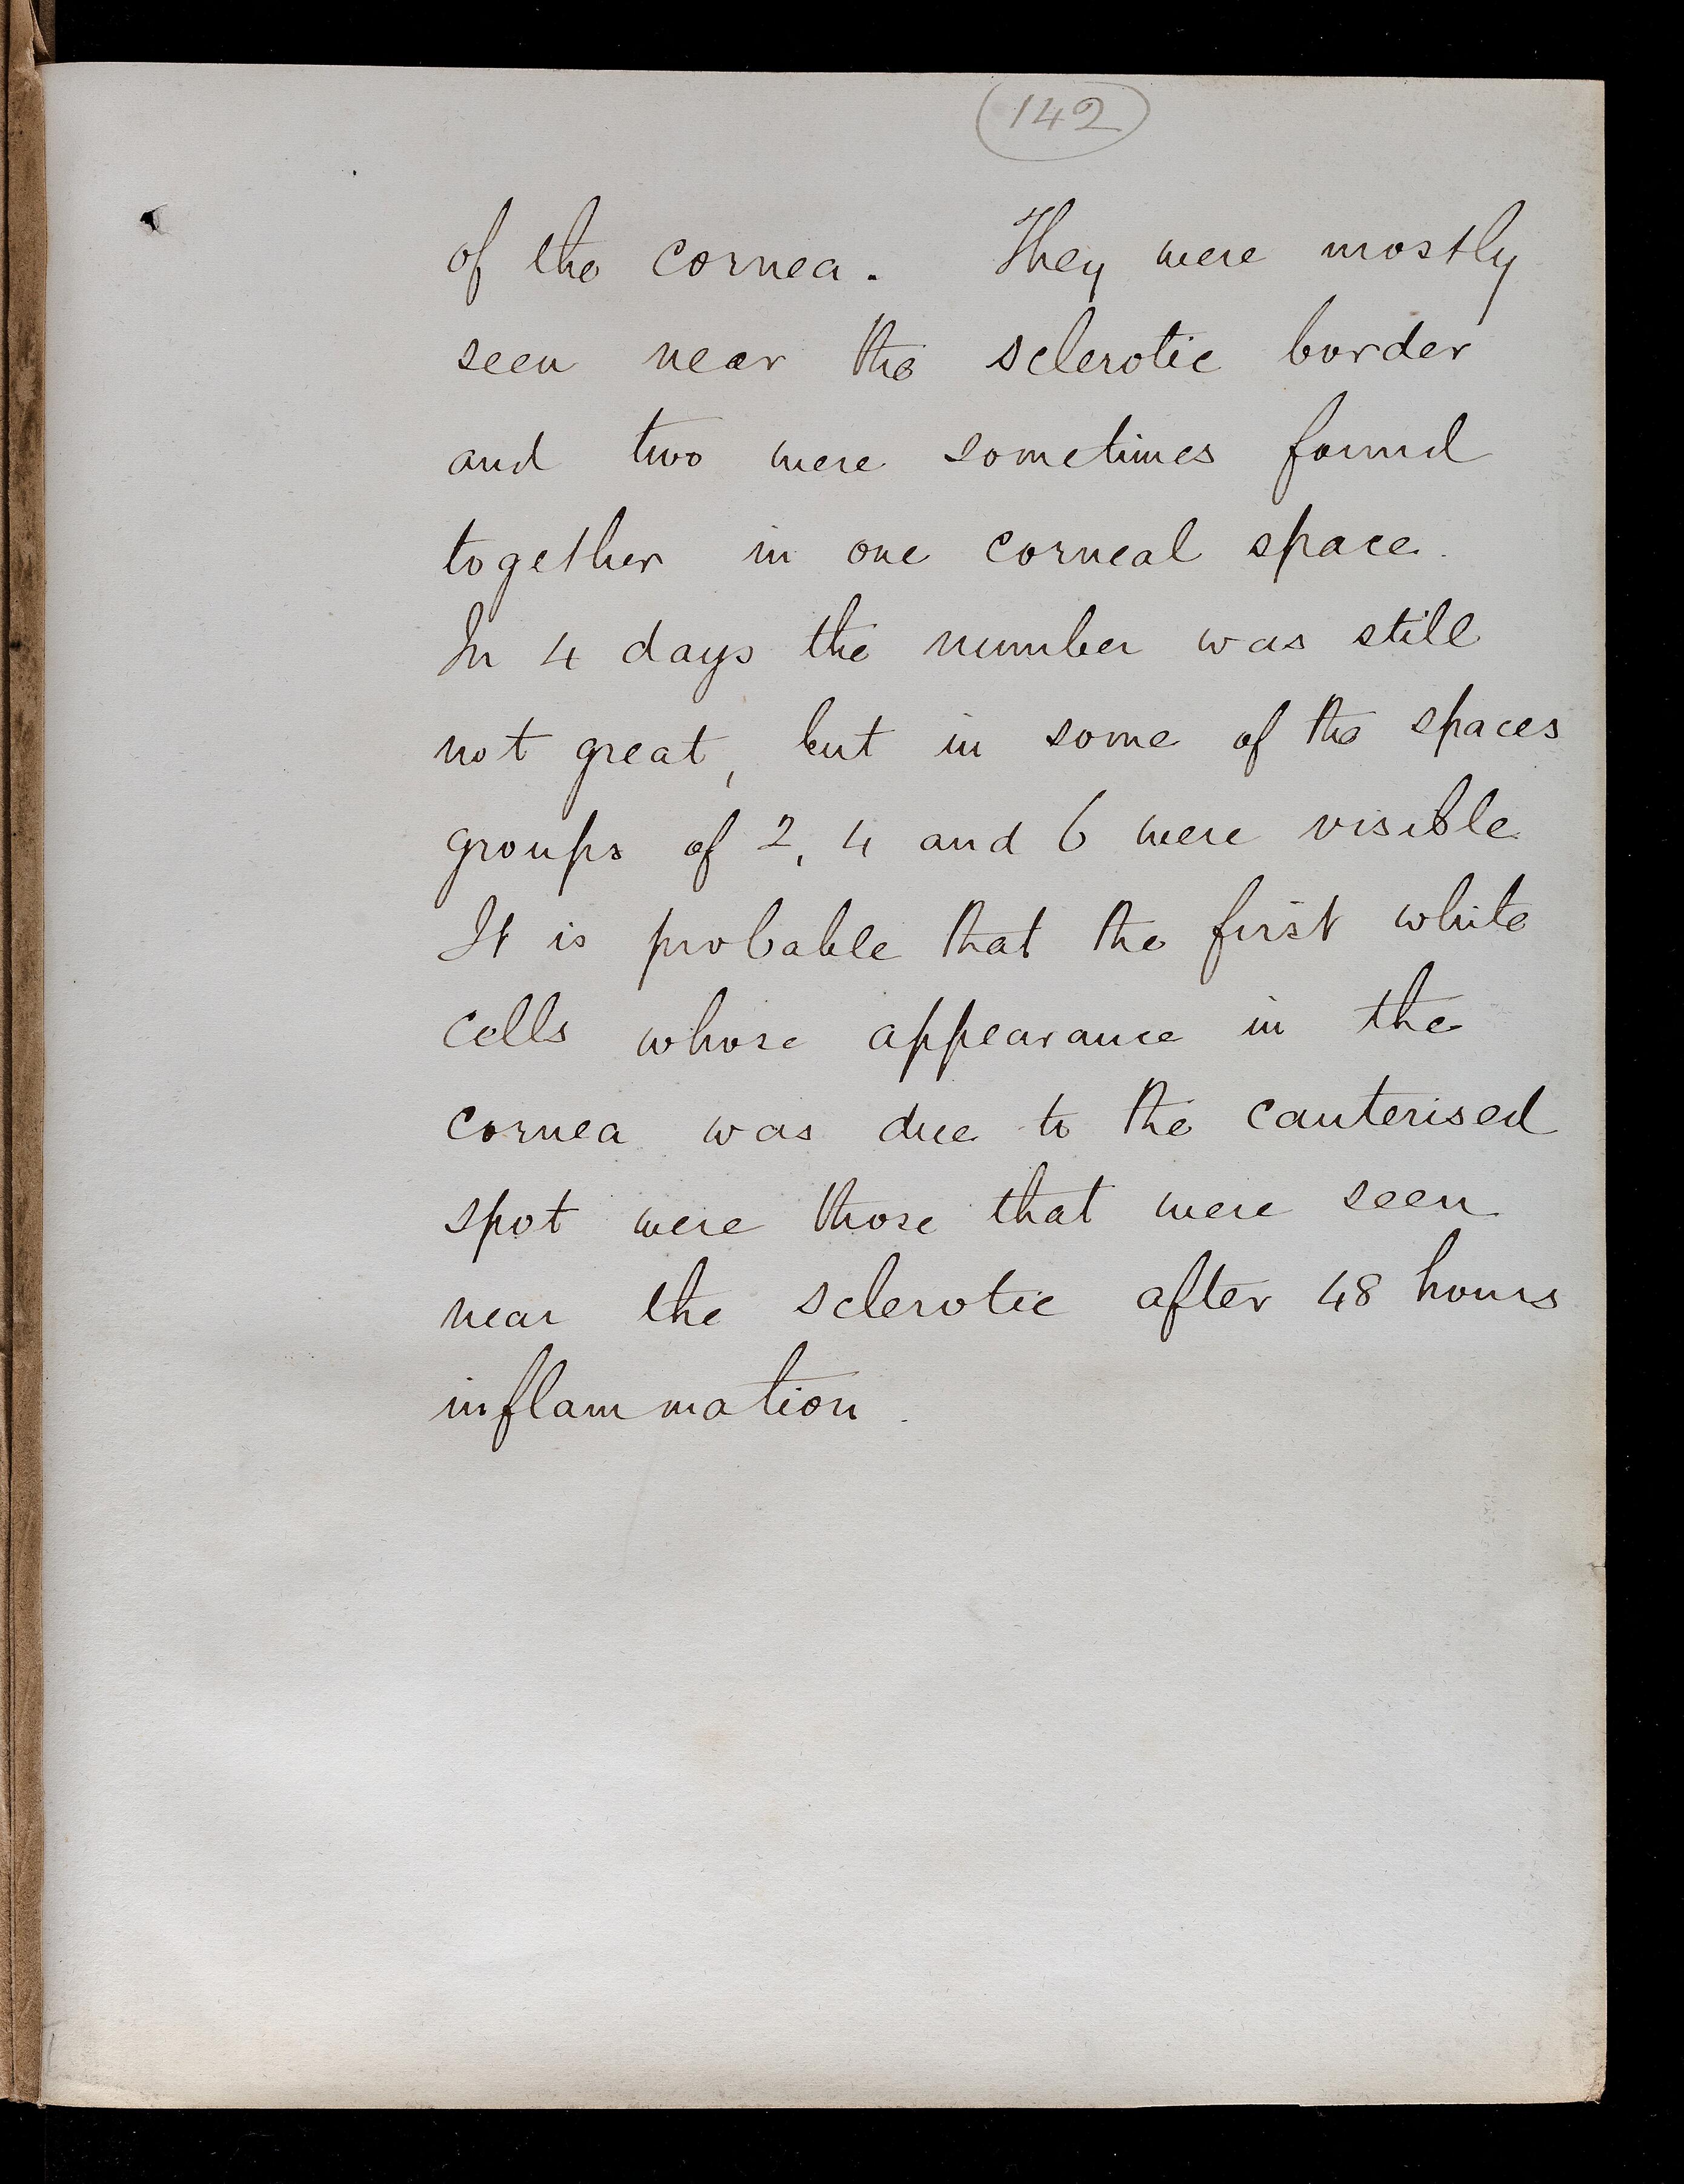 142
of the cornea. They were mostly
seen near the sclerotic border
and two were sometimes found
together in one corneal space.
In 4 days the number was still
not great, but in some of the spaces
groups of 2, 4 and 6 were visible
It is probable that the first white
cells whose appearance in the
cornea was due to the cauterised
spot were those that were seen
near the sclerotic after 48 hours
inflammation.